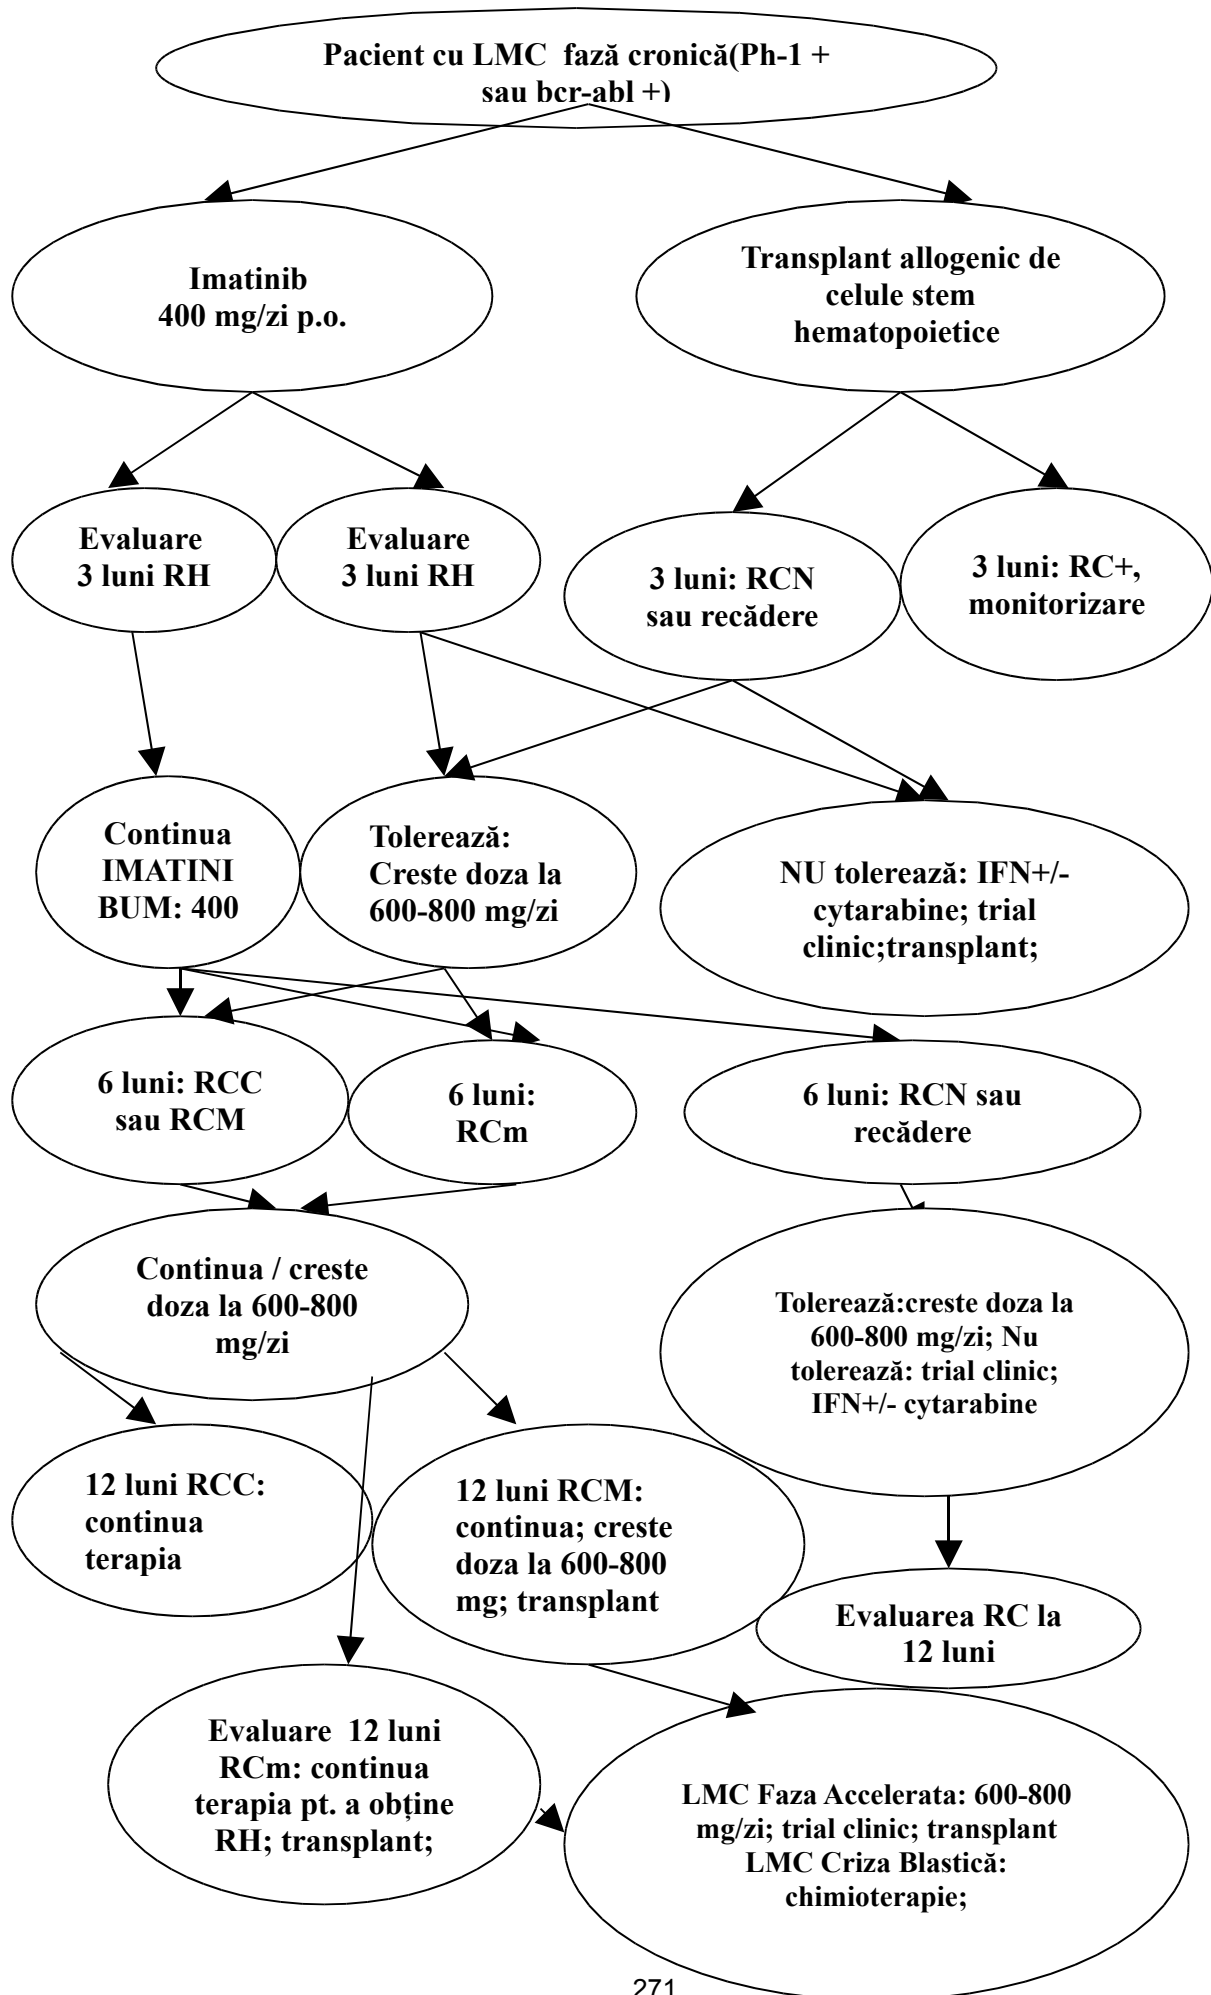 Pacient cu LMC  fază cronică(Ph-1 +
sau bcr-abl +)
Imatinib
400 mg/zi p.o.
Transplant allogenic de
celule stem
hematopoietice
Evaluare
3 luni RH
Evaluare
3 luni RH
3 luni: RCN
sau recădere
3 luni: RC+,
monitorizare
Continua
IMATINI
BUM: 400
Tolerează:
Creste doza la
600-800 mg/zi
NU tolerează: IFN+/-
cytarabine; trial
clinic;transplant;
6 luni: RCC
sau RCM
6 luni:
RCm
6 luni: RCN sau
recădere
Continua / creste
doza la 600-800
mg/zi
Tolerează:creste doza la
600-800 mg/zi; Nu
tolerează: trial clinic;
IFN+/- cytarabine
12 luni RCC:
continua
terapia
12 luni RCM:
continua; creste
doza la 600-800
mg; transplant
Evaluarea RC la
12 luni
Evaluare  12 luni
RCm: continua
terapia pt. a obține
RH; transplant;
LMC Faza Accelerata: 600-800
mg/zi; trial clinic; transplant
LMC Criza Blastică:
chimioterapie;
271